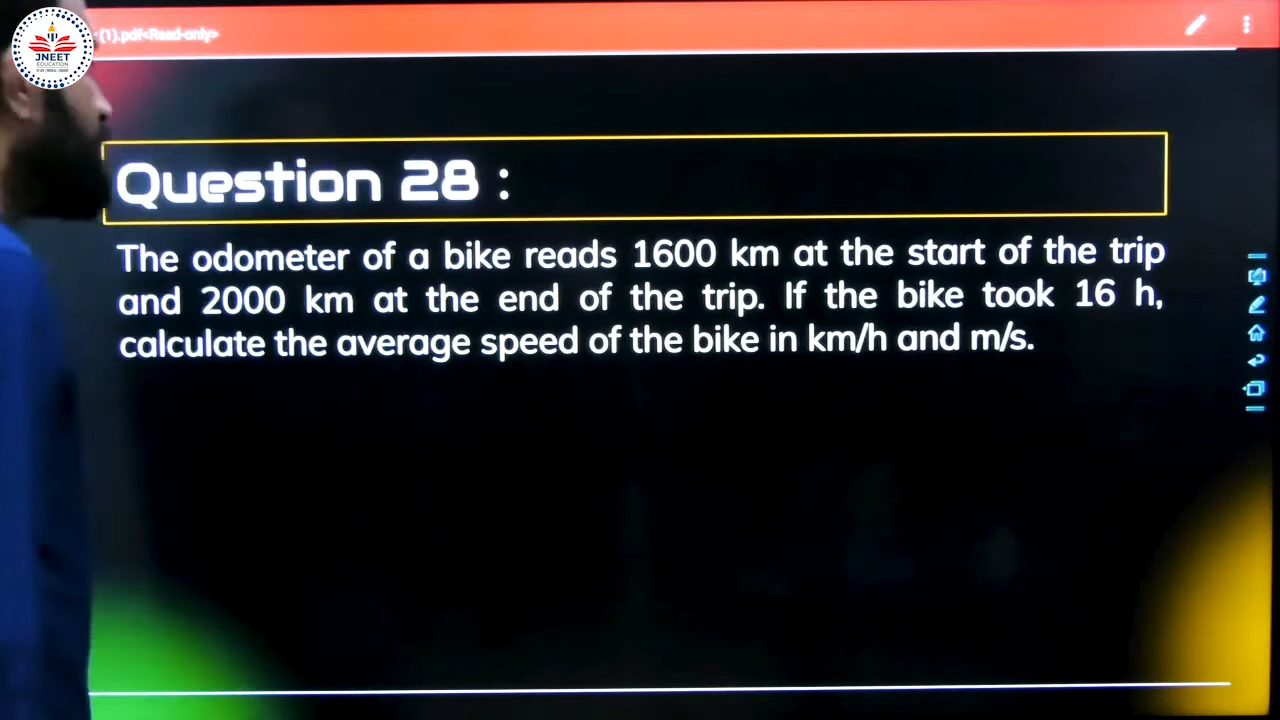 JNEET
EDUCATION
(1).pdf<Read-only>
Question 28 :
The odometer of a bike reads 1600 km at the start of the trip
and 2000 km at the end of the trip. If the bike took 16 h,
calculate the average speed of the bike in km/h and m/s.